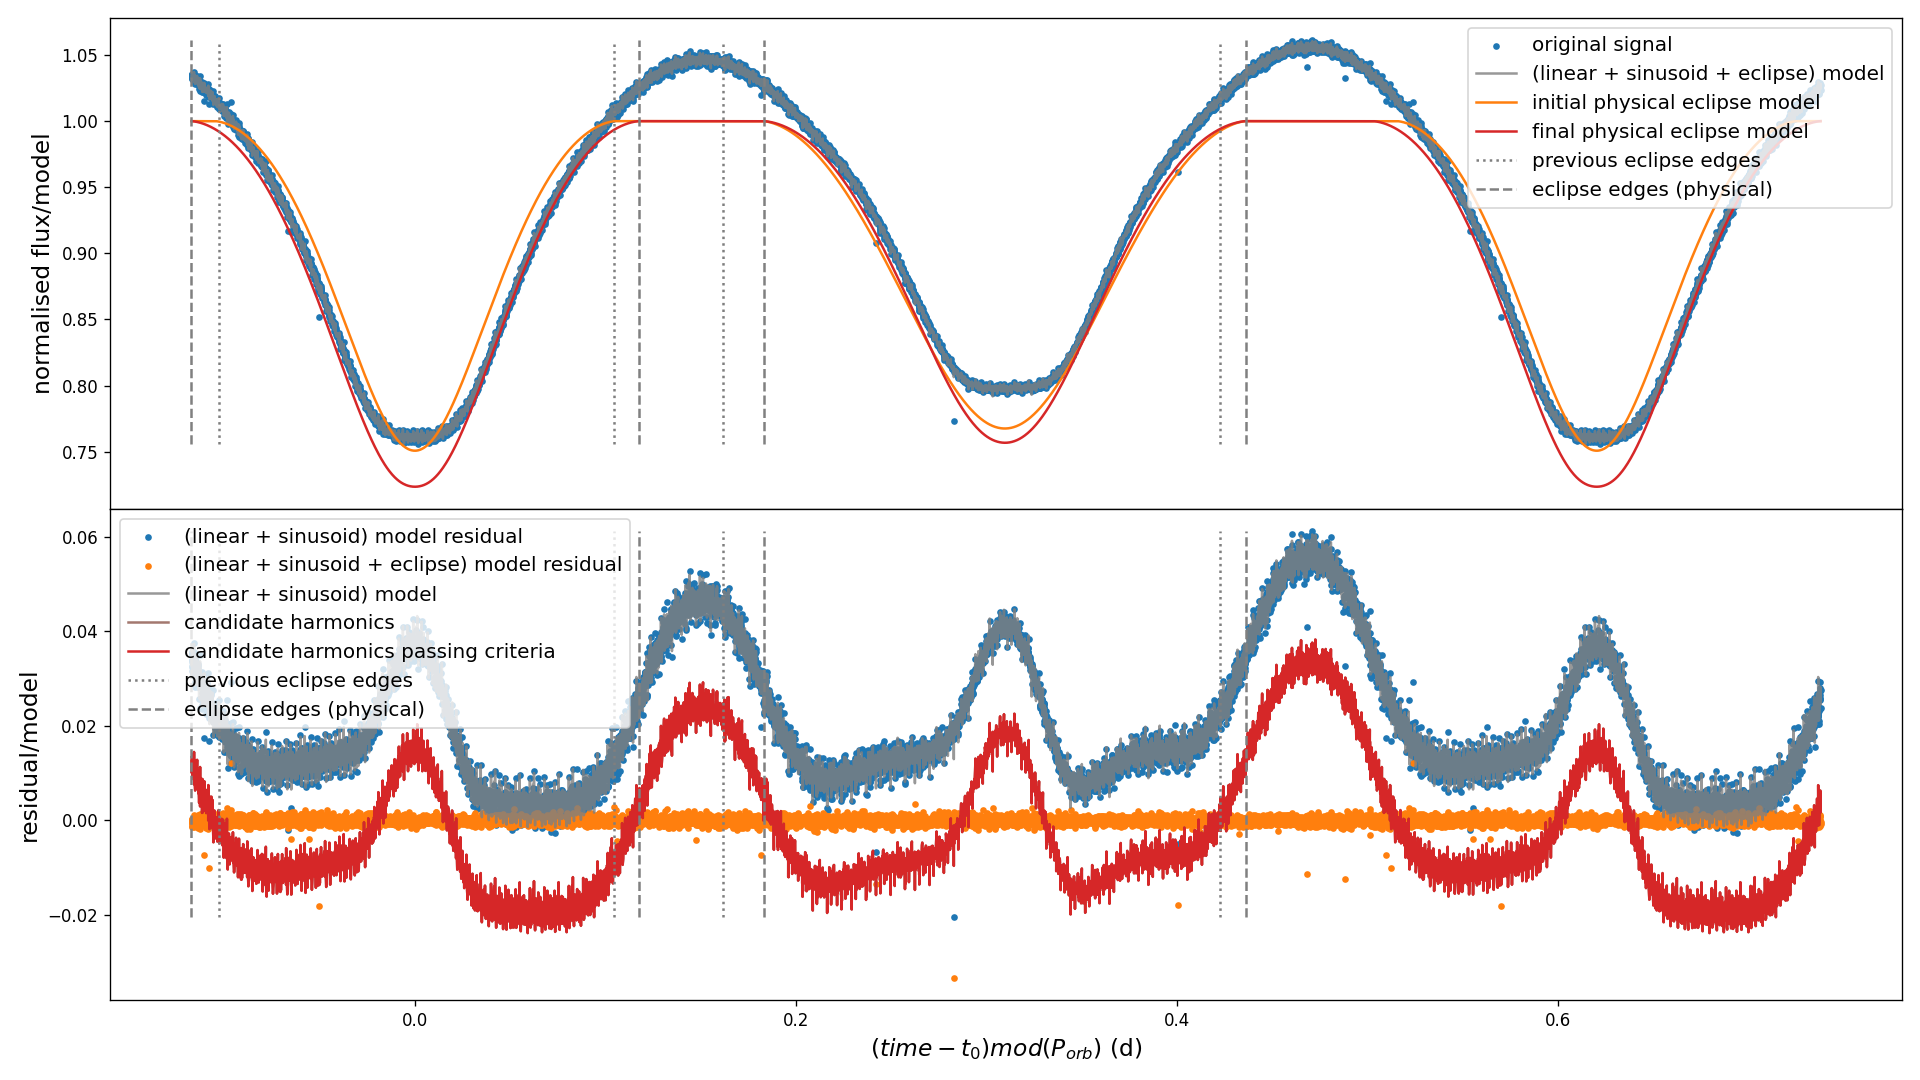 normalised flux/model
1.05
1.00
0.95
0.90
0.85
0.80
0.75
original signal
(linear + sinusoid + eclipse) model
initial physical eclipse model
final physical eclipse model
previous eclipse edges
eclipse edges (physical)
residual/model
0.06
0.04
0.02
0.00
−0.02
(linear + sinusoid) model residual
(linear + sinusoid + eclipse) model residual
(linear + sinusoid) model
candidate harmonics
candidate harmonics passing criteria
previous eclipse edges
eclipse edges (physical)
0.0 0.2 0.4 0.6
(time − t₀)mod(P_orb) (d)